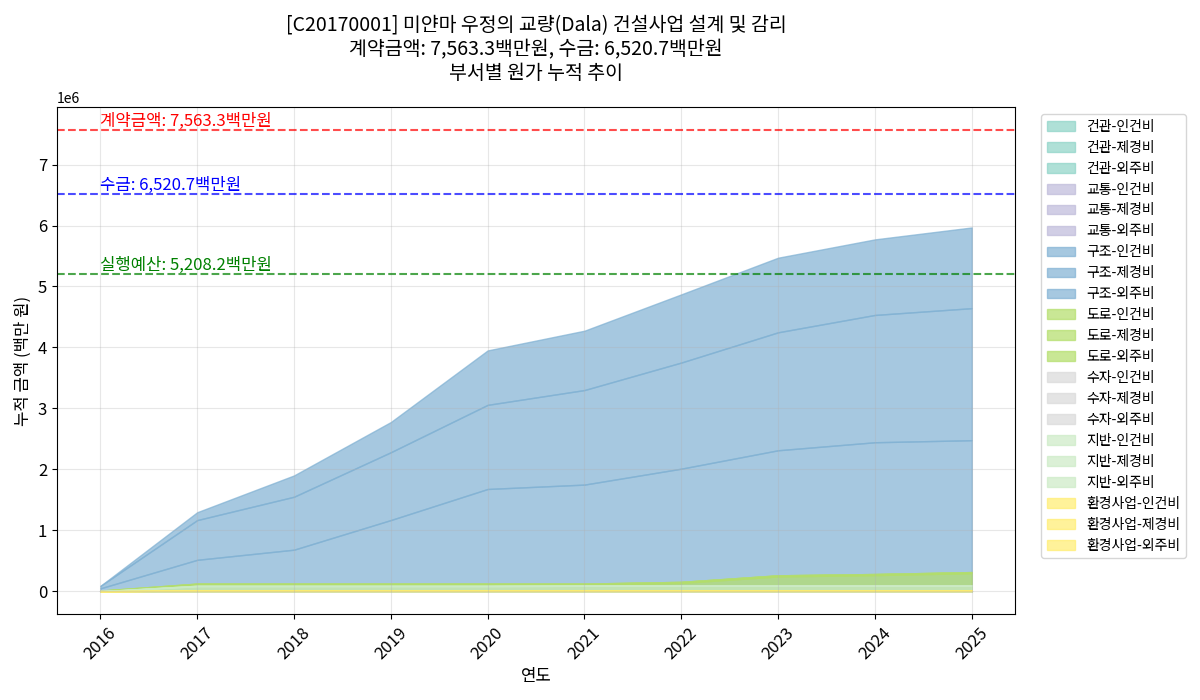 [C20170001] 미얀마 우정의 교량(Dala) 건설사업 설계 및 감리
계약금액: 7,563.3백만원, 수금: 6,520.7백만원
부서별 원가 누적 추이
1e6
계약금액: 7,563.3백만원
수금: 6,520.7백만원
실행예산: 5,208.2백만원
7
6
5
4
3
2
1
0
누적 금액 (백만 원)
2016
2017
2018
2019
2020
2021
2022
2023
2024
2025
연도
건관-인건비
건관-제경비
건관-외주비
교통-인건비
교통-제경비
교통-외주비
구조-인건비
구조-제경비
구조-외주비
도로-인건비
도로-제경비
도로-외주비
수자-인건비
수자-제경비
수자-외주비
지반-인건비
지반-제경비
지반-외주비
환경사업-인건비
환경사업-제경비
환경사업-외주비